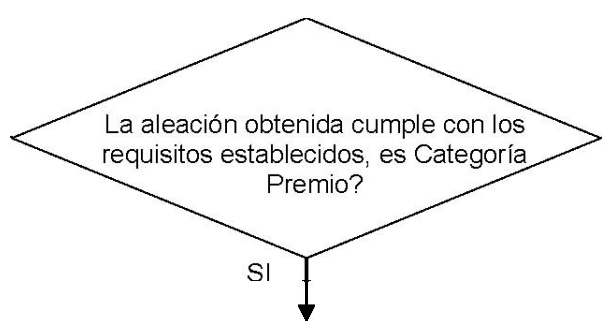 La aleación obtenida cumple con los
requisitos establecidos, es Categoría
Premio?
SI